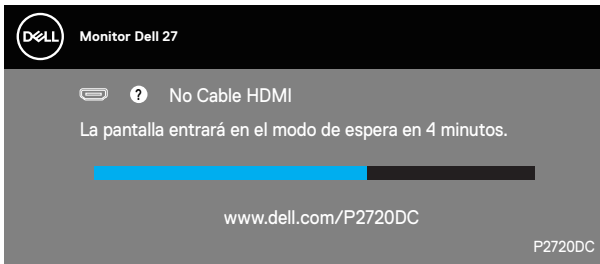 DELL
Monitor Dell 27
? No Cable HDMI
La pantalla entrará en el modo de espera en 4 minutos.
www.dell.com/P2720DC
P2720DC